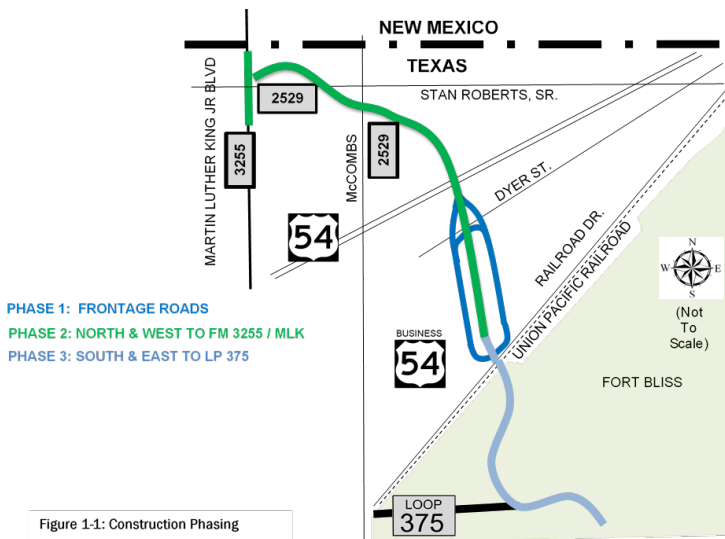 NEW MEXICO
TEXAS
MARTIN LUTHER KING JR BLVD
2529
STAN ROBERTS, SR.
3255
McCOMBS
2529
DYER ST.
54
RAILROAD DR.
UNION PACIFIC RAILROAD
N
W
E
S
(Not
To
Scale)
PHASE 1: FRONTAGE ROADS
PHASE 2: NORTH & WEST TO FM 3255 / MLK
PHASE 3: SOUTH & EAST TO LP 375
BUSINESS
54
FORT BLISS
LOOP
375
Figure 1-1: Construction Phasing